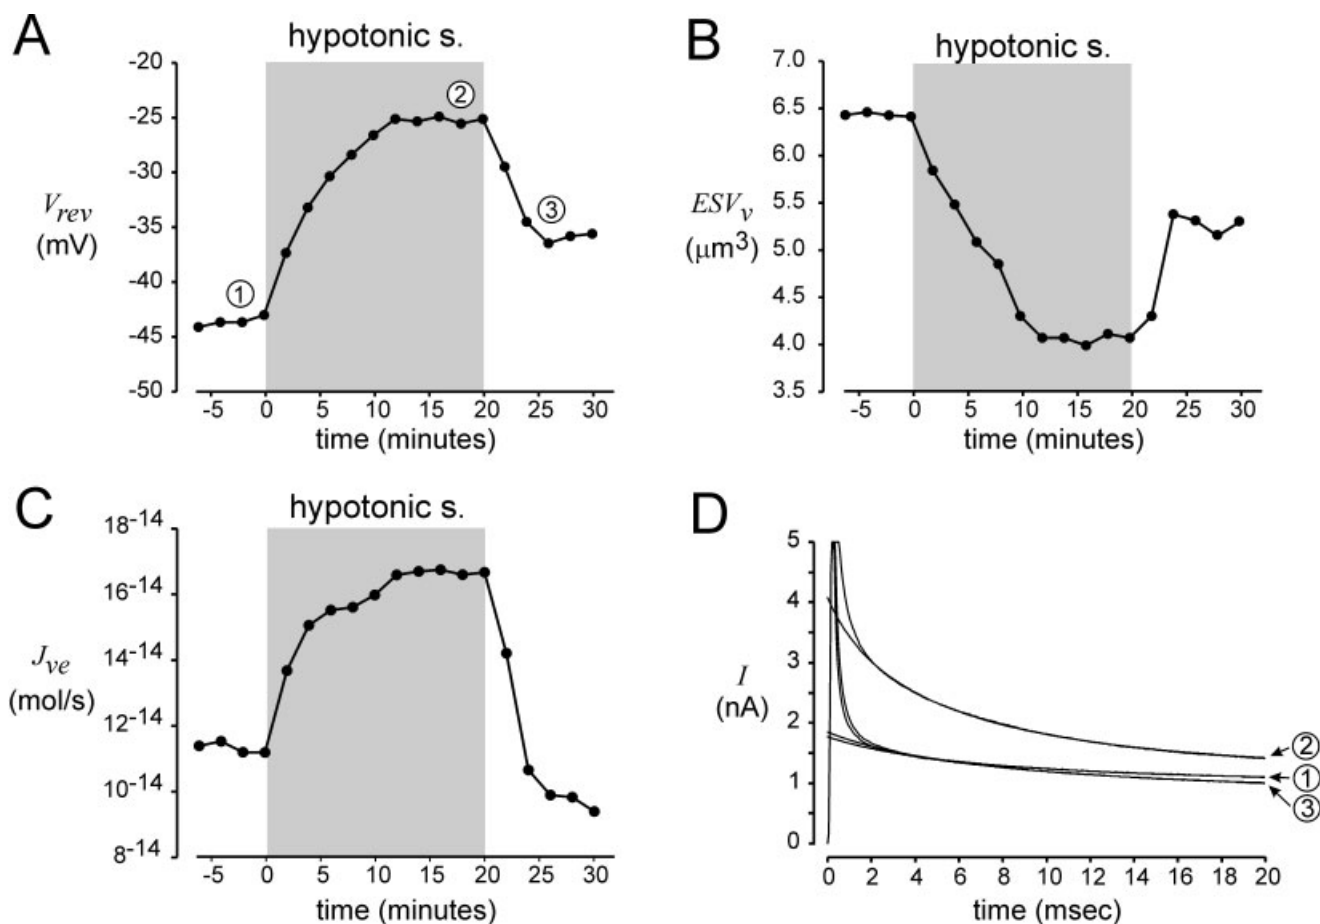 A
hypotonic s.
-20
-25
-30
-35
-40
-45
-50
V_rev
(mV)
①
②
③
-5 0 5 10 15 20 25 30
time (minutes)
B
hypotonic s.
7.0
6.5
6.0
5.5
5.0
4.5
4.0
3.5
ESV_v
(μm³)
-5 0 5 10 15 20 25 30
time (minutes)
C
hypotonic s.
18⁻¹⁴
16⁻¹⁴
14⁻¹⁴
12⁻¹⁴
10⁻¹⁴
8⁻¹⁴
J_ve
(mol/s)
-5 0 5 10 15 20 25 30
time (minutes)
D
5
4
3
2
1
0
I
(nA)
②
①
③
0 2 4 6 8 10 12 14 16 18 20
time (msec)